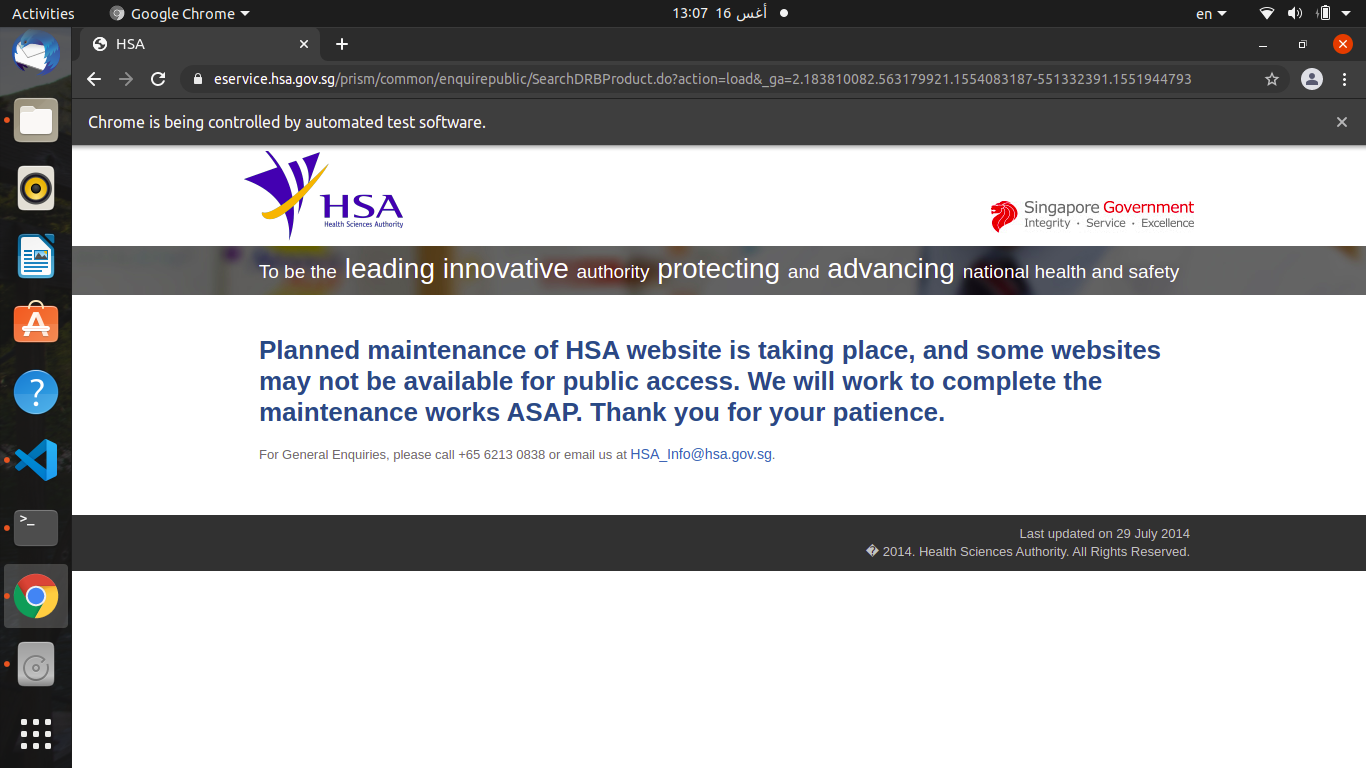 Activities
Google Chrome
13:07 16 أغس
en
HSA
eservice.hsa.gov.sg/prism/common/enquirepublic/SearchDRBProduct.do?action=load&_ga=2.183810082.563179921.1554083187-551332391.1551944793
Chrome is being controlled by automated test software.
HSA
Health Sciences Authority
Singapore Government
Integrity · Service · Excellence
To be the leading innovative authority protecting and advancing national health and safety
Planned maintenance of HSA website is taking place, and some websites
may not be available for public access. We will work to complete the
maintenance works ASAP. Thank you for your patience.
For General Enquiries, please call +65 6213 0838 or email us at HSA_Info@hsa.gov.sg.
Last updated on 29 July 2014
� 2014. Health Sciences Authority. All Rights Reserved.